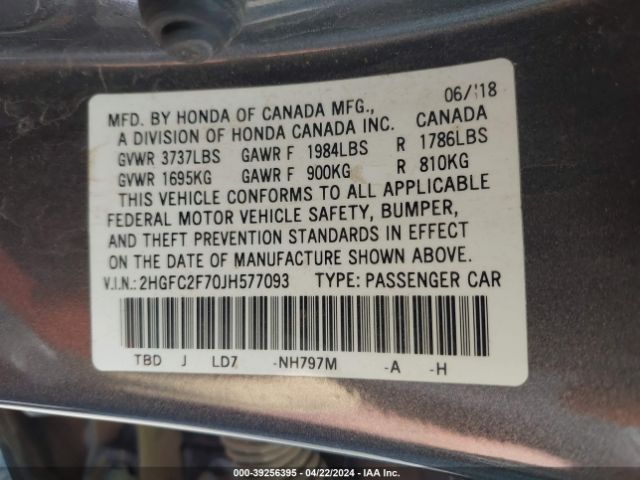 06/18
MFD. BY HONDA OF CANADA MFG., CANADA
A DIVISION OF HONDA CANADA INC.
GVWR 3737LBS GAWR F 1984LBS R 1786LBS
GVWR 1695KG GAWR F 900KG R 810KG
THIS VEHICLE CONFORMS TO ALL APPLICABLE
FEDERAL MOTOR VEHICLE SAFETY, BUMPER,
AND THEFT PREVENTION STANDARDS IN EFFECT
ON THE DATE OF MANUFACTURE SHOWN ABOVE.
V.I.N.: 2HGFC2F70JH577093 TYPE: PASSENGER CAR
TBD J LD7 -NH797M -A -H
000-39256395 - 04/22/2024 - IAA Inc.